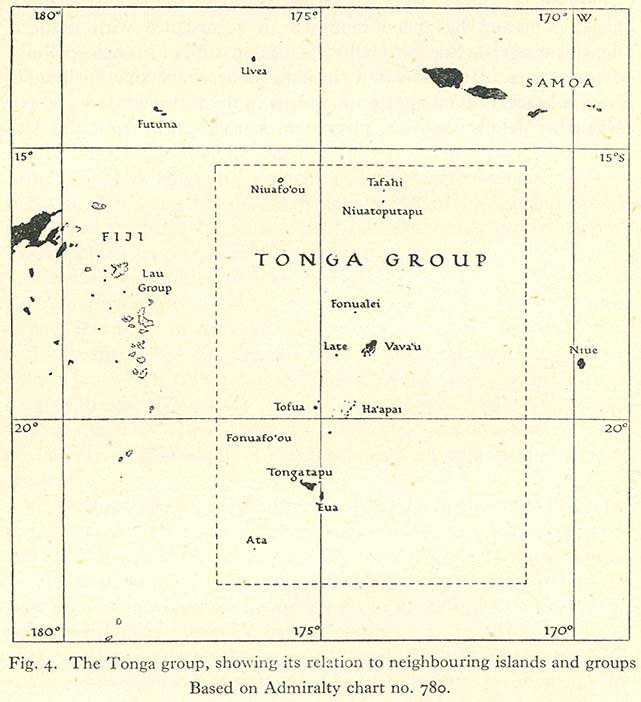 180° 175° 170° W
Uvea
SAMOA
Futuna
15° 15°S
Niuafo'ou Tafahi
Niuatoputapu
FIJI
TONGA GROUP
Lau
Group
Fonualei
Late Vava'u
Niue
Tofua Ha'apai
20° 20°
Fonuafo'ou
Tongatapu
Eua
Ata
180° 175° 170°
Fig. 4. The Tonga group, showing its relation to neighbouring islands and groups
Based on Admiralty chart no. 780.